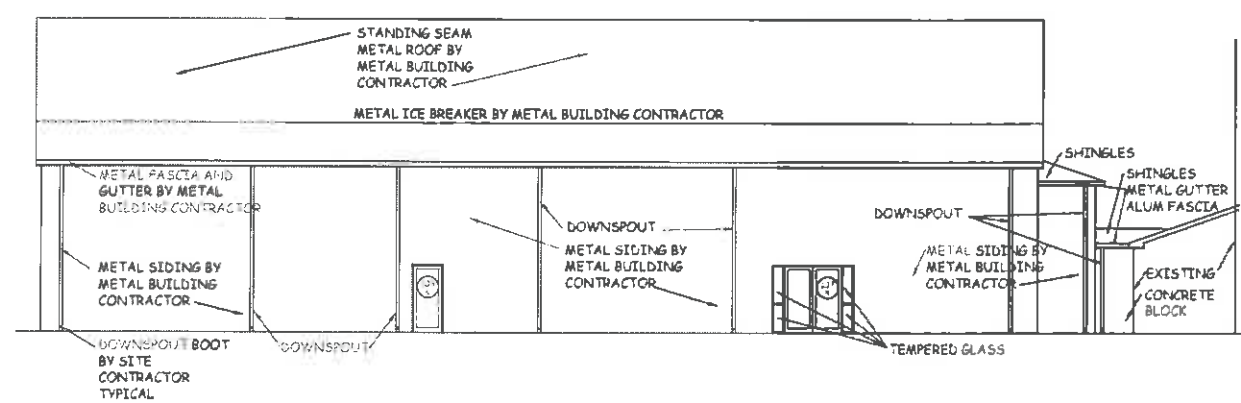 STANDING SEAM
METAL ROOF BY
METAL BUILDING
CONTRACTOR
METAL ICE BREAKER BY METAL BUILDING CONTRACTOR
SHINGLES
SHINGLES
METAL GUTTER
ALUM FASCIA
METAL FASCIA AND
GUTTER BY METAL
BUILDING CONTRACTOR
DOWNSPOUT
DOWNSPOUT
METAL SIDING BY
METAL BUILDING
CONTRACTOR
METAL SIDING BY
METAL BUILDING
CONTRACTOR
METAL SIDING BY
METAL BUILDING
CONTRACTOR
EXISTING
CONCRETE
BLOCK
DOWNSPOUT BOOT
BY SITE
CONTRACTOR
TYPICAL
DOWNSPOUT
TEMPERED GLASS